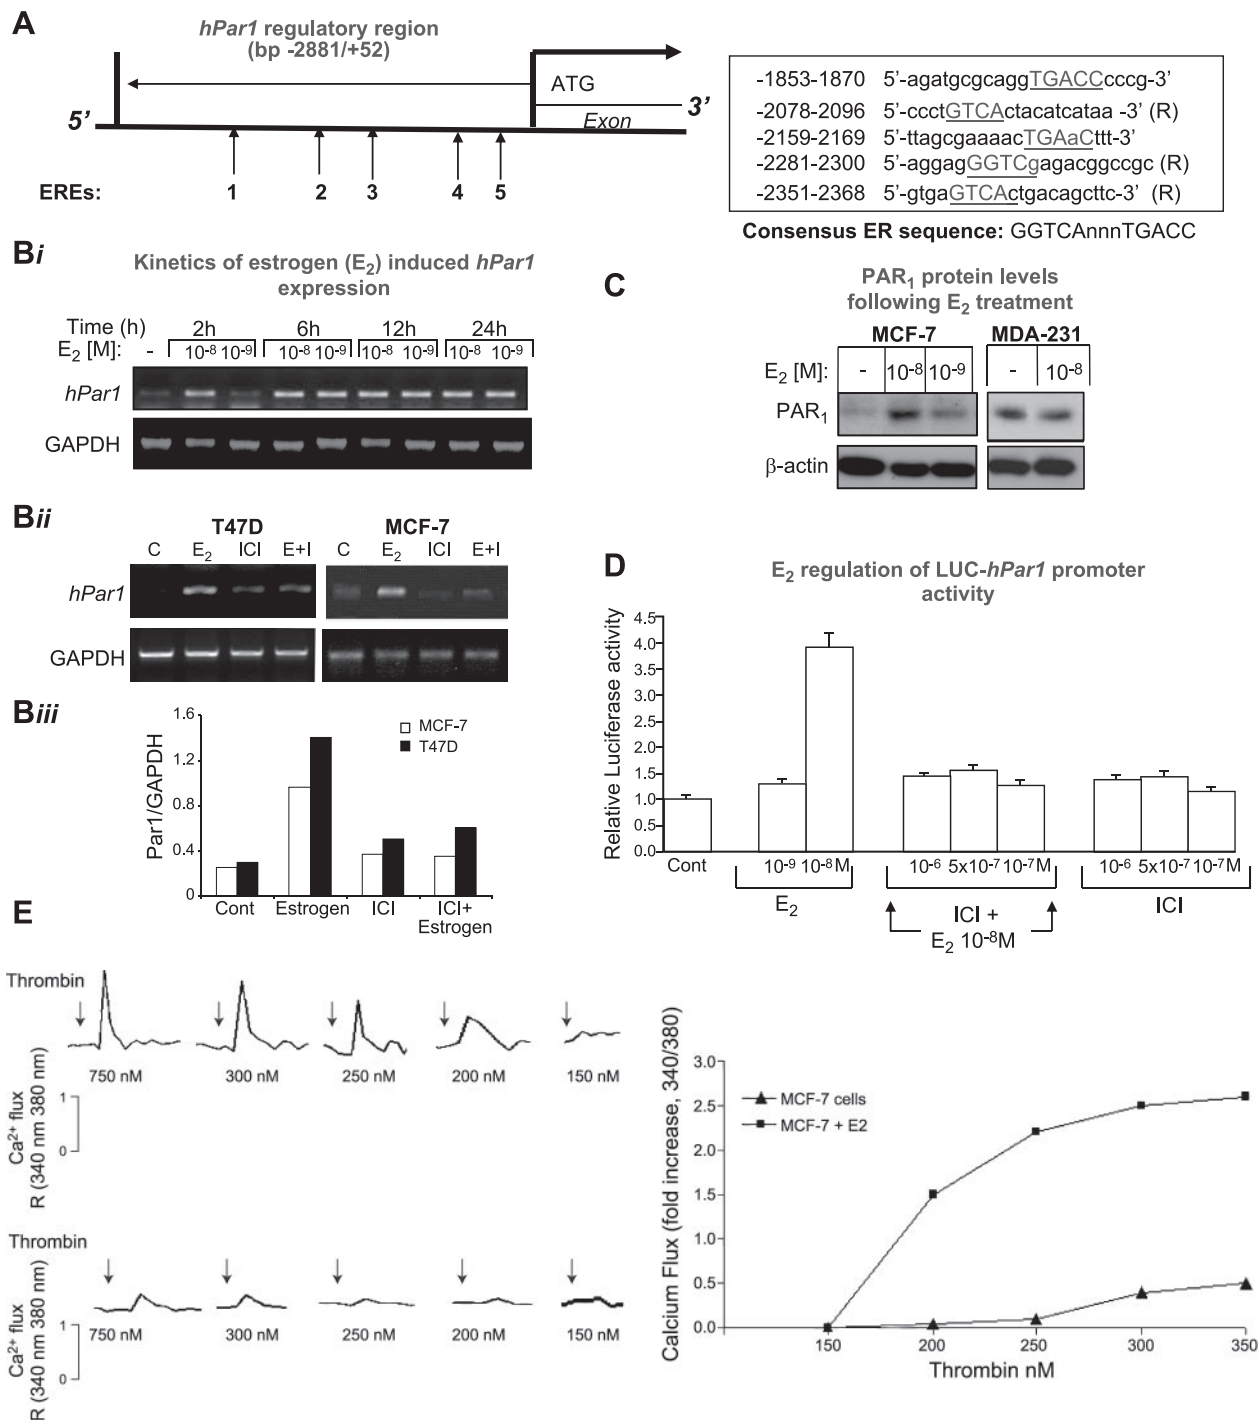 A
hPar1 regulatory region
(bp -2881/+52)
ATG
5’
3’
Exon
EREs: 1 2 3 4 5
-1853-1870 5’-agatgcgcaggTGACCcccg-3’
-2078-2096 5’-ccctGTCActacatcataa -3’ (R)
-2159-2169 5’-ttagcgaaaacTGAaCttt-3’
-2281-2300 5’-aggagGGTCgagacggccgc (R)
-2351-2368 5’-gtgaGTCActgacagcttc-3’ (R)
Consensus ER sequence: GGTCAnnnTGACC
Bi
Kinetics of estrogen (E2) induced hPar1
expression
Time (h) 2h 6h 12h 24h
E2 [M]: - 10-8 10-9 10-8 10-9 10-8 10-9 10-8 10-9
hPar1
GAPDH
C
PAR1 protein levels
following E2 treatment
MCF-7 MDA-231
E2 [M]: - 10-8 10-9 - 10-8
PAR1
β-actin
Bii
T47D MCF-7
C E2 ICI E+I C E2 ICI E+I
hPar1
GAPDH
Biii
Par1/GAPDH
1.6
1.2
0.8
0.4
0
MCF-7
T47D
Cont Estrogen ICI ICI+
Estrogen
D
E2 regulation of LUC-hPar1 promoter
activity
Relative Luciferase activity
4.5
4.0
3.5
3.0
2.5
2.0
1.5
1.0
0.5
0.0
Cont 10-9 10-8M 10-6 5x10-7 10-7M 10-6 5x10-7 10-7M
E2 ICI + ICI
E2 10-8M
E
Thrombin
750 nM 300 nM 250 nM 200 nM 150 nM
Ca2+ flux
R (340 nm 380 nm)
1
0
Thrombin
750 nM 300 nM 250 nM 200 nM 150 nM
Ca2+ flux
R (340 nm 380 nm)
1
0
Calcium Flux (fold increase, 340/380)
3.0
2.5
2.0
1.5
1.0
0.5
0.0
MCF-7 cells
MCF-7 + E2
150 200 250 300 350
Thrombin nM